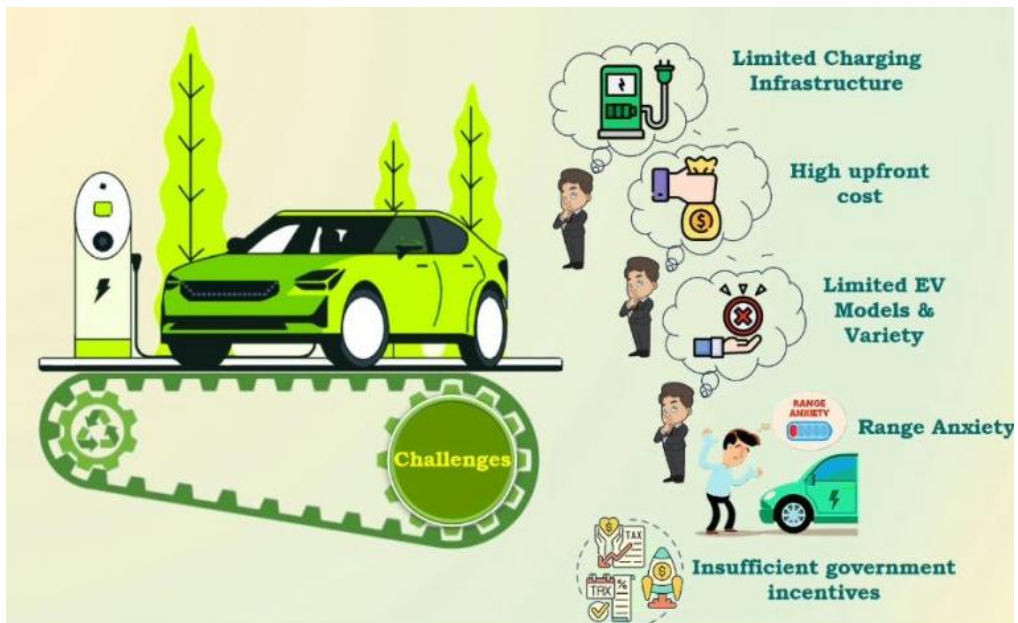 Limited Charging
Infrastructure
High upfront
cost
Limited EV
Models &
Variety
Challenges
RANGE
ANXIETY
Range Anxiety
TAX
Insufficient government
incentives
TAX
%